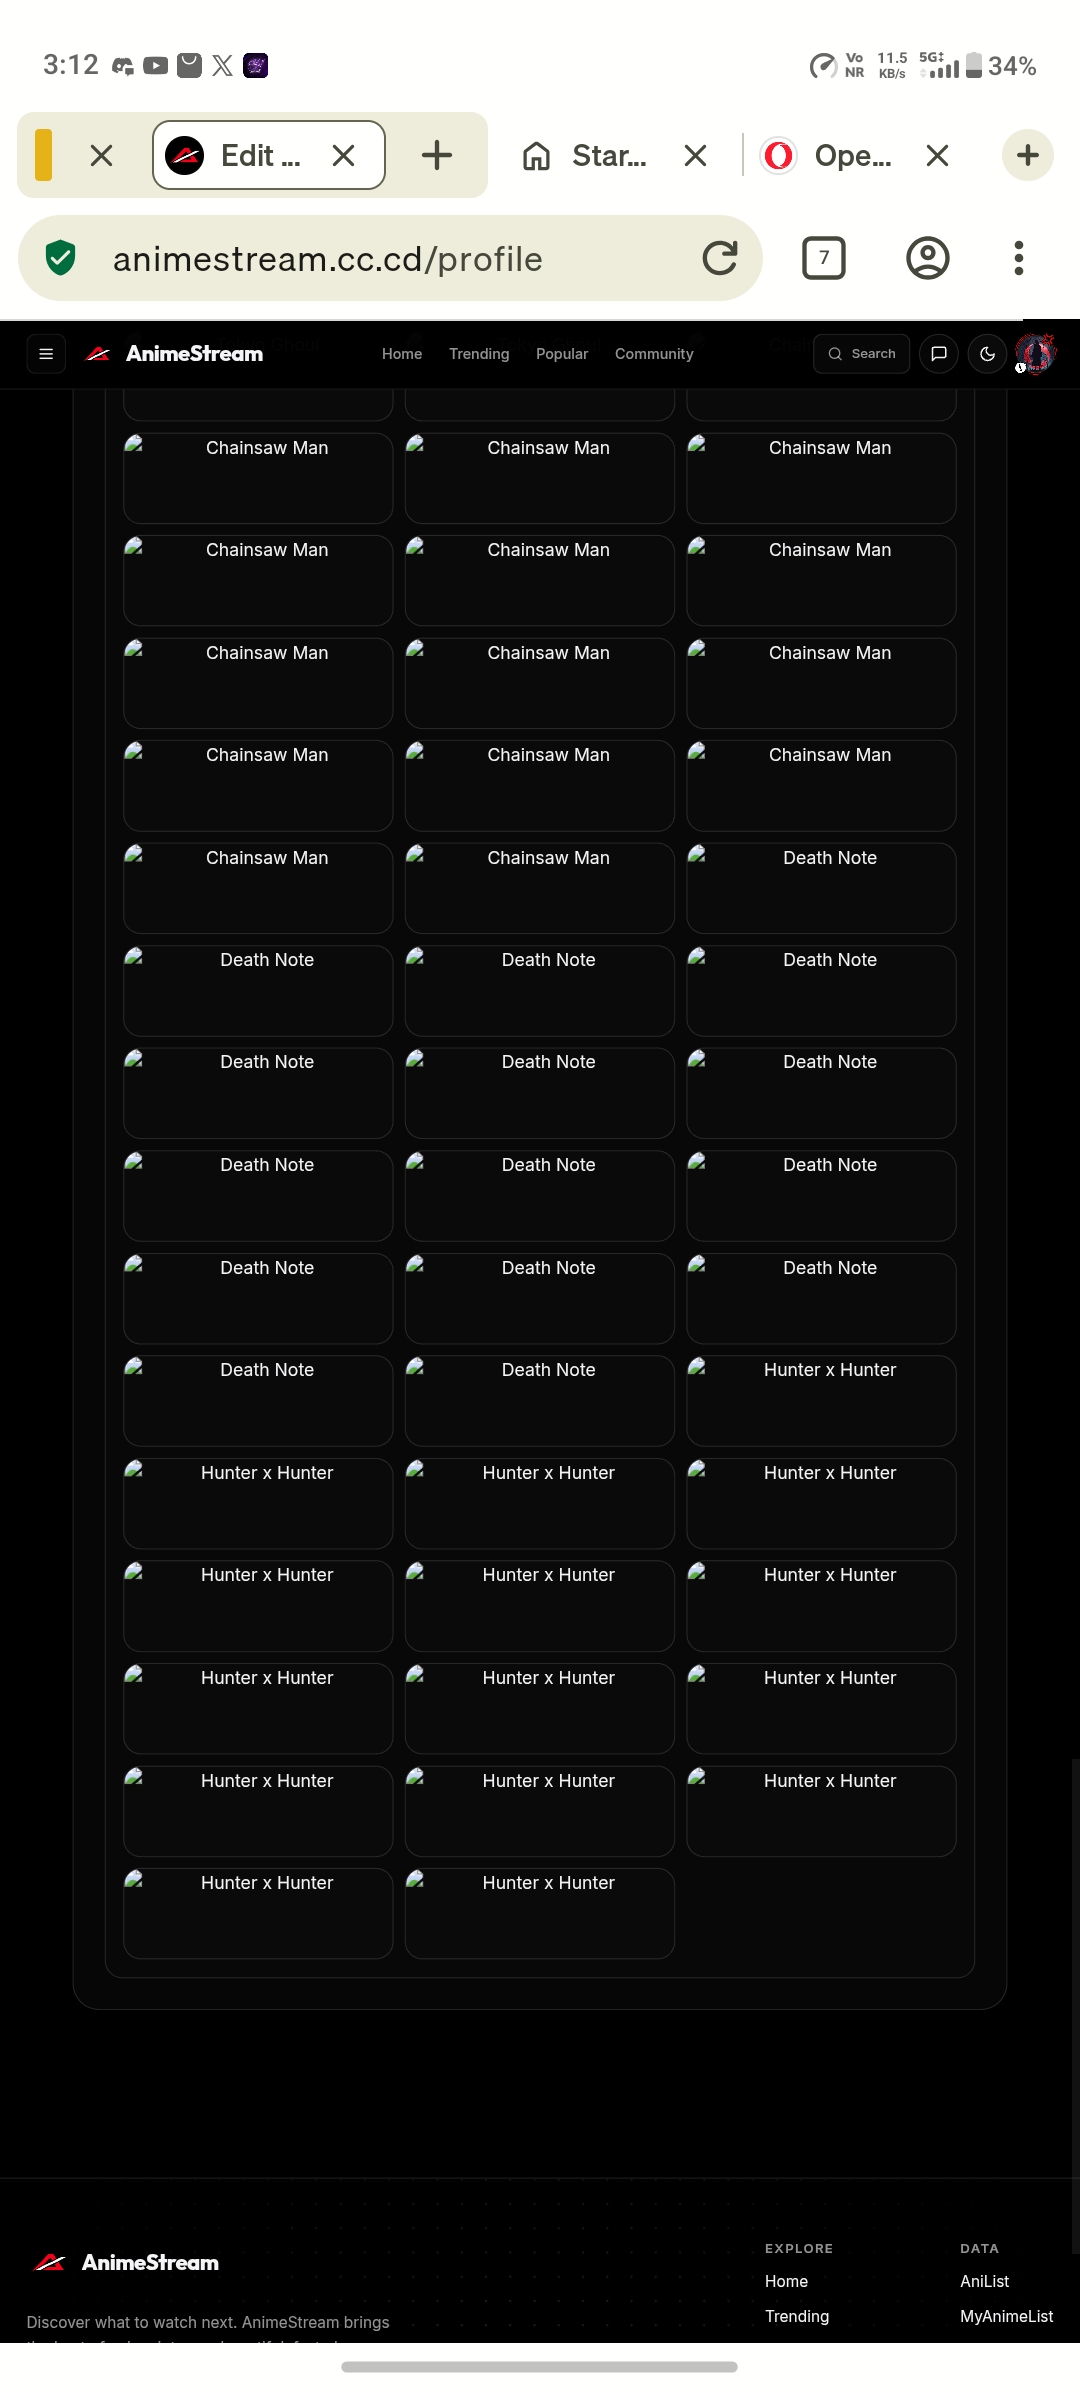 3:12
Vo NR 11.5 KB/s 5G 34%
Edit ... Star... Ope...
animestream.cc.cd/profile 7
AnimeStream Home Trending Popular Community Search
Chainsaw Man Chainsaw Man Chainsaw Man
Chainsaw Man Chainsaw Man Chainsaw Man
Chainsaw Man Chainsaw Man Chainsaw Man
Chainsaw Man Chainsaw Man Chainsaw Man
Chainsaw Man Chainsaw Man Death Note
Death Note Death Note Death Note
Death Note Death Note Death Note
Death Note Death Note Death Note
Death Note Death Note Death Note
Death Note Death Note Hunter x Hunter
Hunter x Hunter Hunter x Hunter Hunter x Hunter
Hunter x Hunter Hunter x Hunter Hunter x Hunter
Hunter x Hunter Hunter x Hunter Hunter x Hunter
Hunter x Hunter Hunter x Hunter Hunter x Hunter
Hunter x Hunter Hunter x Hunter
AnimeStream
Discover what to watch next. AnimeStream brings
EXPLORE
Home
Trending
DATA
AniList
MyAnimeList